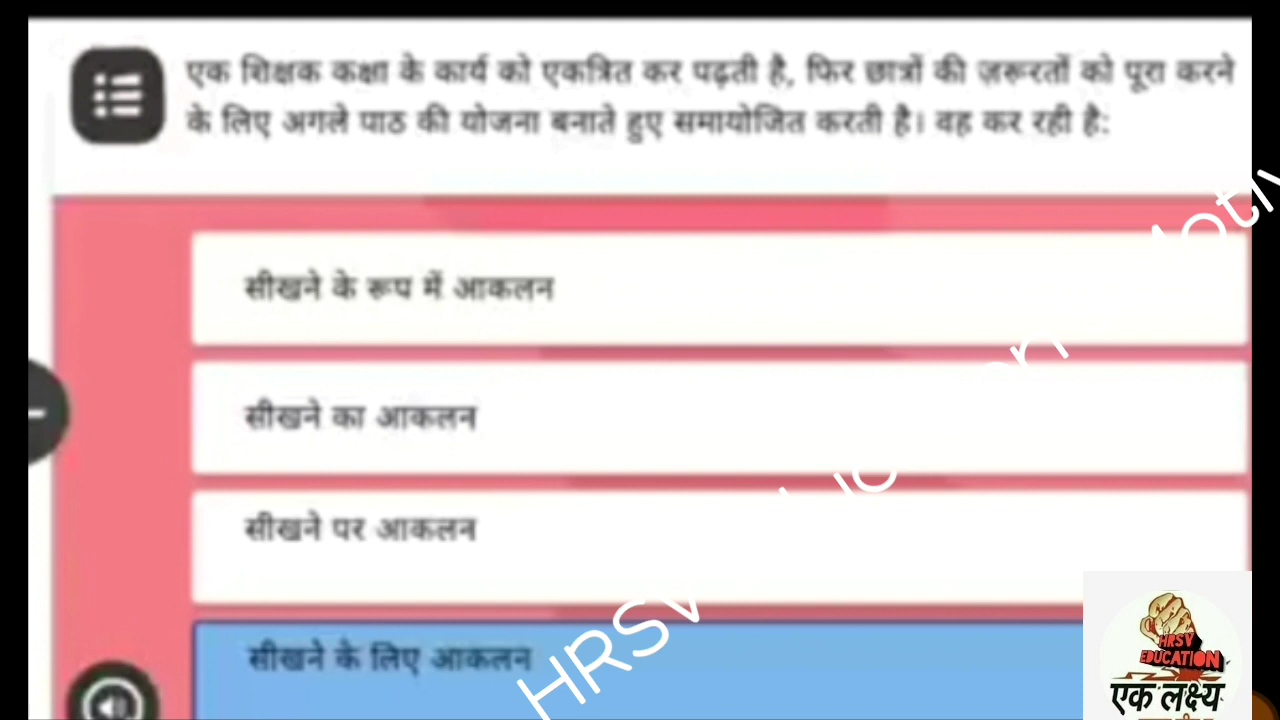 एक शिक्षक कक्षा के कार्य को एकत्रित कर पढ़ती है, फिर छात्रों की ज़रूरतों को पूरा करने
के लिए अगले पाठ की योजना बनाते हुए समायोजित करती है। वह कर रही है:
सीखने के रूप में आकलन
सीखने का आकलन
सीखने पर आकलन
सीखने के लिए आकलन
HRSV
HRSV
EDUCATION
एक लक्ष्य